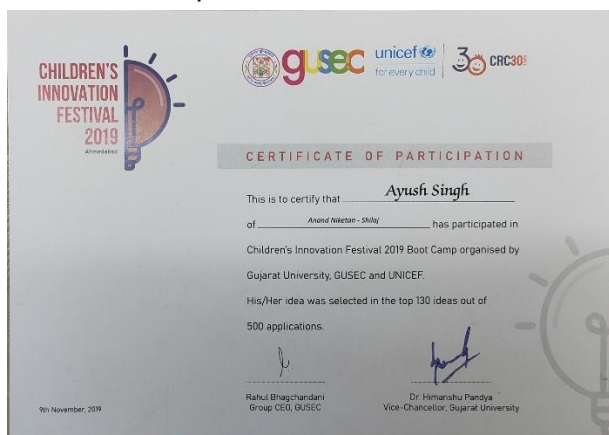 CHILDREN'S
INNOVATION
FESTIVAL
2019
Ahmedabad
gusec
unicef
for every child
30
CRC30
CERTIFICATE OF PARTICIPATION
This is to certify that Ayush Singh
of Anand Niketan - Shilaj has participated in
Children's Innovation Festival 2019 Boot Camp organised by
Gujarat University, GUSEC and UNICEF.
His/Her idea was selected in the top 130 ideas out of
500 applications.
Rahul Bhagchandani
Group CEO, GUSEC
Dr. Himanshu Pandya
Vice-Chancellor, Gujarat University
9th November, 2019